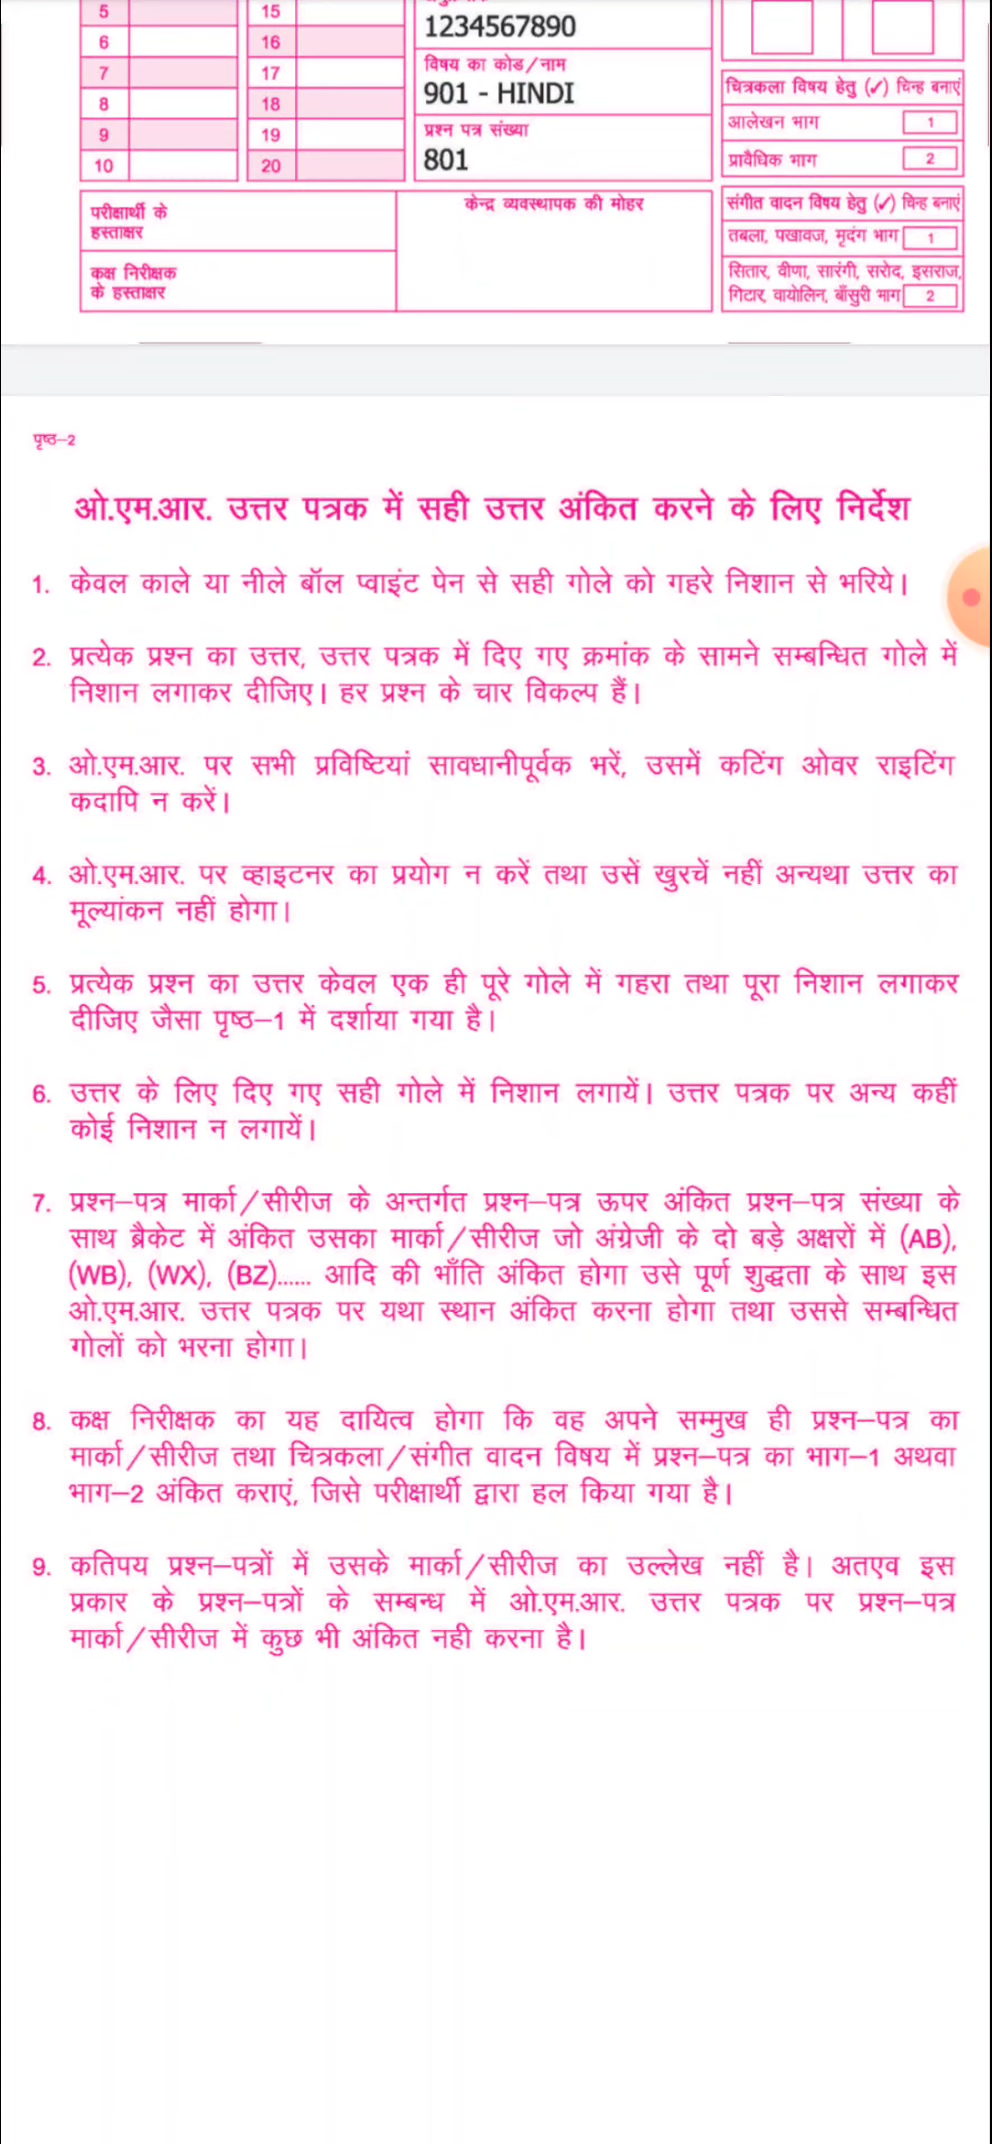 5
15
6
16
7
17
8
18
9
19
10
20
1234567890
विषय का कोड/नाम
901 - HINDI
प्रश्न पत्र संख्या
801
चित्रकला विषय हेतु (✓) चिन्ह बनाएं
आलेखन भाग 1
प्राविधिक भाग 2
परीक्षार्थी के
हस्ताक्षर
कक्ष निरीक्षक
के हस्ताक्षर
केन्द्र व्यवस्थापक की मोहर
संगीत वादन विषय हेतु (✓) चिन्ह बनाएं
तबला, पखावज, मृदंग भाग 1
सितार, वीणा, सारंगी, सरोद, इसराज,
गिटार, वायोलिन, बाँसुरी भाग 2
पृष्ठ–2
ओ.एम.आर. उत्तर पत्रक में सही उत्तर अंकित करने के लिए निर्देश
1. केवल काले या नीले बॉल प्वाइंट पेन से सही गोले को गहरे निशान से भरिये।
2. प्रत्येक प्रश्न का उत्तर, उत्तर पत्रक में दिए गए क्रमांक के सामने सम्बन्धित गोले में
निशान लगाकर दीजिए। हर प्रश्न के चार विकल्प हैं।
3. ओ.एम.आर. पर सभी प्रविष्टियां सावधानीपूर्वक भरें, उसमें कटिंग ओवर राइटिंग
कदापि न करें।
4. ओ.एम.आर. पर व्हाइटनर का प्रयोग न करें तथा उसें खुरचें नहीं अन्यथा उत्तर का
मूल्यांकन नहीं होगा।
5. प्रत्येक प्रश्न का उत्तर केवल एक ही पूरे गोले में गहरा तथा पूरा निशान लगाकर
दीजिए जैसा पृष्ठ–1 में दर्शाया गया है।
6. उत्तर के लिए दिए गए सही गोले में निशान लगायें। उत्तर पत्रक पर अन्य कहीं
कोई निशान न लगायें।
7. प्रश्न–पत्र मार्का/सीरीज के अन्तर्गत प्रश्न–पत्र ऊपर अंकित प्रश्न–पत्र संख्या के
साथ ब्रैकेट में अंकित उसका मार्का/सीरीज जो अंग्रेजी के दो बड़े अक्षरों में (AB),
(WB), (WX), (BZ)...... आदि की भाँति अंकित होगा उसे पूर्ण शुद्धता के साथ इस
ओ.एम.आर. उत्तर पत्रक पर यथा स्थान अंकित करना होगा तथा उससे सम्बन्धित
गोलों को भरना होगा।
8. कक्ष निरीक्षक का यह दायित्व होगा कि वह अपने सम्मुख ही प्रश्न–पत्र का
मार्का/सीरीज तथा चित्रकला/संगीत वादन विषय में प्रश्न–पत्र का भाग–1 अथवा
भाग–2 अंकित कराएं, जिसे परीक्षार्थी द्वारा हल किया गया है।
9. कतिपय प्रश्न–पत्रों में उसके मार्का/सीरीज का उल्लेख नहीं है। अतएव इस
प्रकार के प्रश्न–पत्रों के सम्बन्ध में ओ.एम.आर. उत्तर पत्रक पर प्रश्न–पत्र
मार्का/सीरीज में कुछ भी अंकित नही करना है।